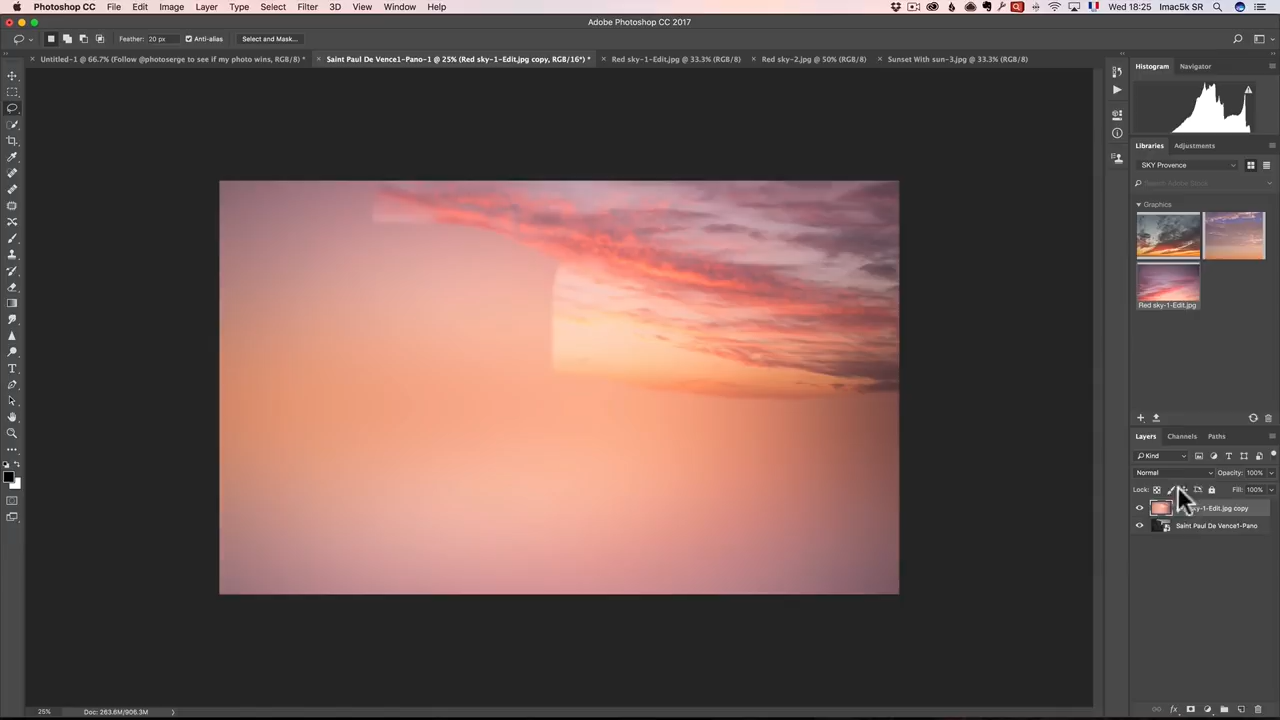 Photoshop CC File Edit Image Layer Type Select Filter 3D View Window Help Wed 18:25 Imac5k SR
Adobe Photoshop CC 2017
Feather: 20 px Anti-alias Select and Mask...
Untitled-1 @ 66.7% (Follow @photoserge to see if my photo wins, RGB/8) * Saint Paul De Vence1-Pano-1 @ 25% (Red sky-1-Edit.jpg copy, RGB/16*) * Red sky-1-Edit.jpg @ 33.3% (RGB/8) Red sky-2.jpg @ 50% (RGB/8) Sunset With sun-3.jpg @ 33.3% (RGB/8)
Histogram Navigator
Libraries Adjustments
SKY Provence
Search Adobe Stock
Graphics
Red sky-1-Edit.jpg
Layers Channels Paths
Kind
Normal Opacity: 100%
Lock: Fill: 100%
sky-1-Edit.jpg copy
Saint Paul De Vence1-Pano
25% Doc: 263.6M/906.3M